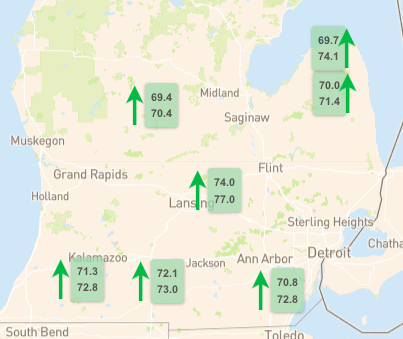 69.7
74.1
70.0
71.4
69.4
70.4
Midland
Saginaw
Muskegon
Grand Rapids
Flint
Holland
74.0
77.0
Lansing
Sterling Heights
Detroit
Chatha
Kalamazoo
71.3
72.8
72.1
73.0
Jackson
Ann Arbor
70.8
72.8
South Bend
Toledo